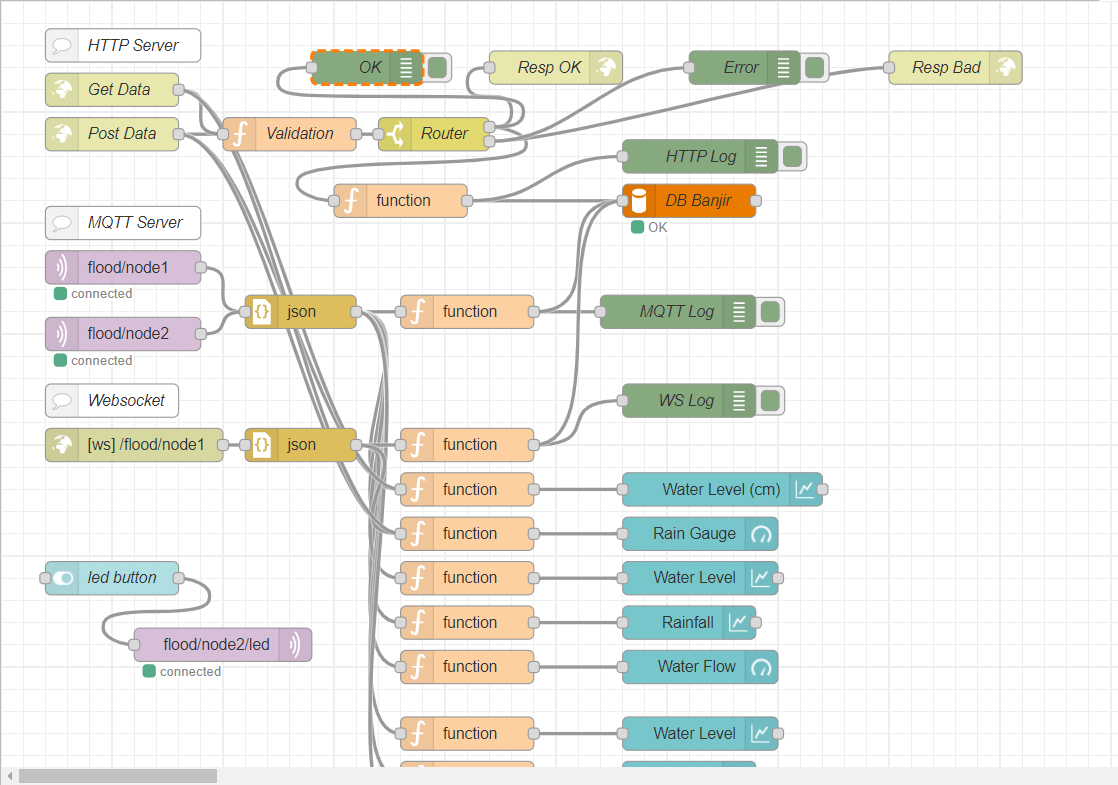 HTTP Server
OK
Resp OK
Error
Resp Bad
Get Data
Post Data
Validation
Router
HTTP Log
function
DB Banjir
OK
MQTT Server
flood/node1
connected
json
function
MQTT Log
flood/node2
connected
Websocket
WS Log
[ws] /flood/node1
json
function
function
Water Level (cm)
function
Rain Gauge
led button
function
Water Level
function
Rainfall
flood/node2/led
connected
function
Water Flow
function
Water Level